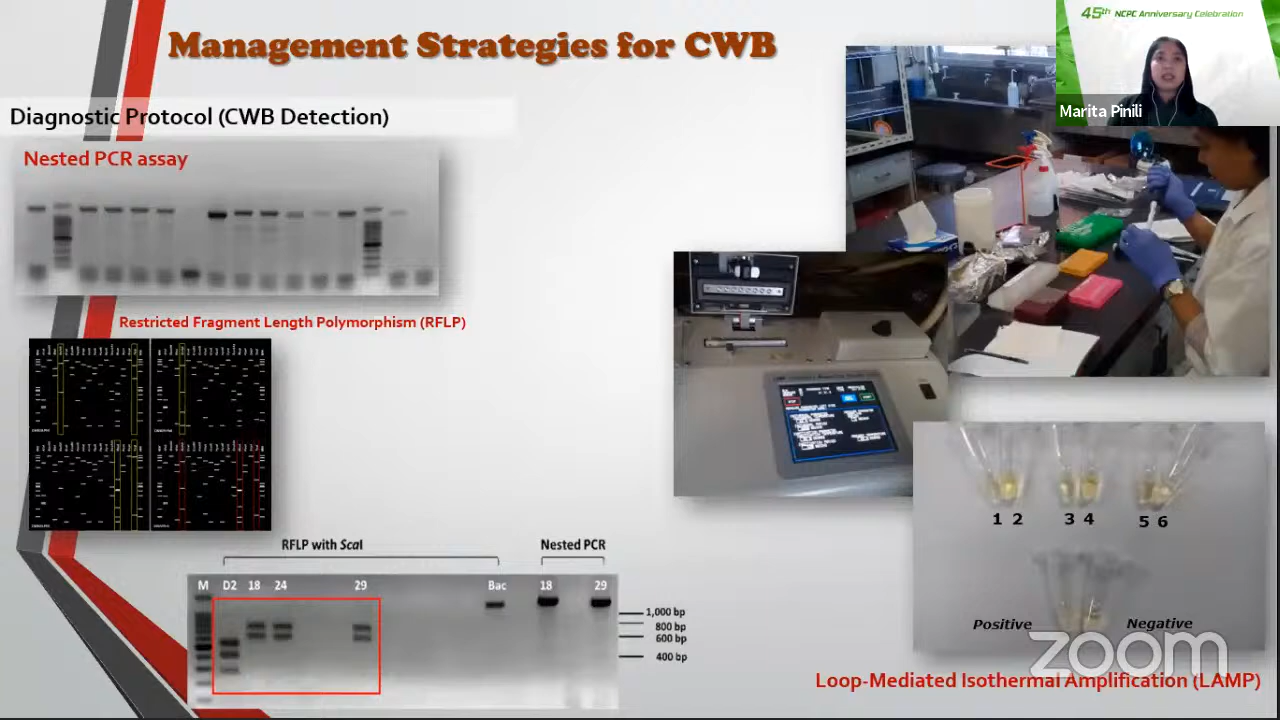 Management Strategies for CWB
45th NCPC Anniversary Celebration
Marita Pinili
Diagnostic Protocol (CWB Detection)
Nested PCR assay
Restricted Fragment Length Polymorphism (RFLP)
1 2 3 4 5 6
Positive Negative
RFLP with ScaI Nested PCR
M D2 18 24 29 Bac 18 29
1,000 bp
800 bp
600 bp
400 bp
zoom
Loop-Mediated Isothermal Amplification (LAMP)